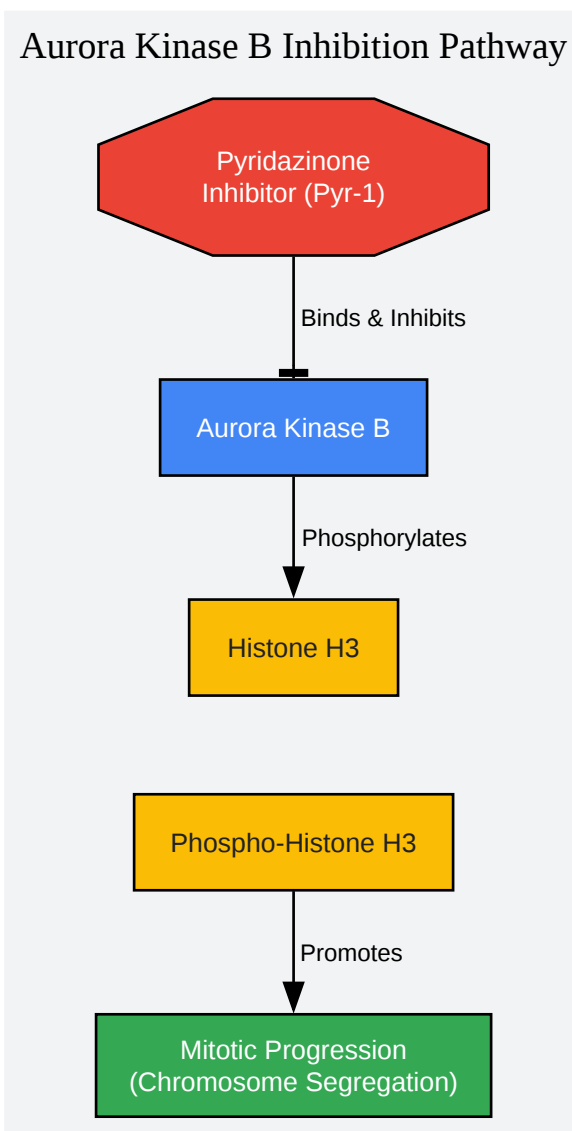 Aurora Kinase B Inhibition Pathway
Pyridazinone
Inhibitor (Pyr-1)
Binds & Inhibits
Aurora Kinase B
Phosphorylates
Histone H3
Phospho-Histone H3
Promotes
Mitotic Progression
(Chromosome Segregation)